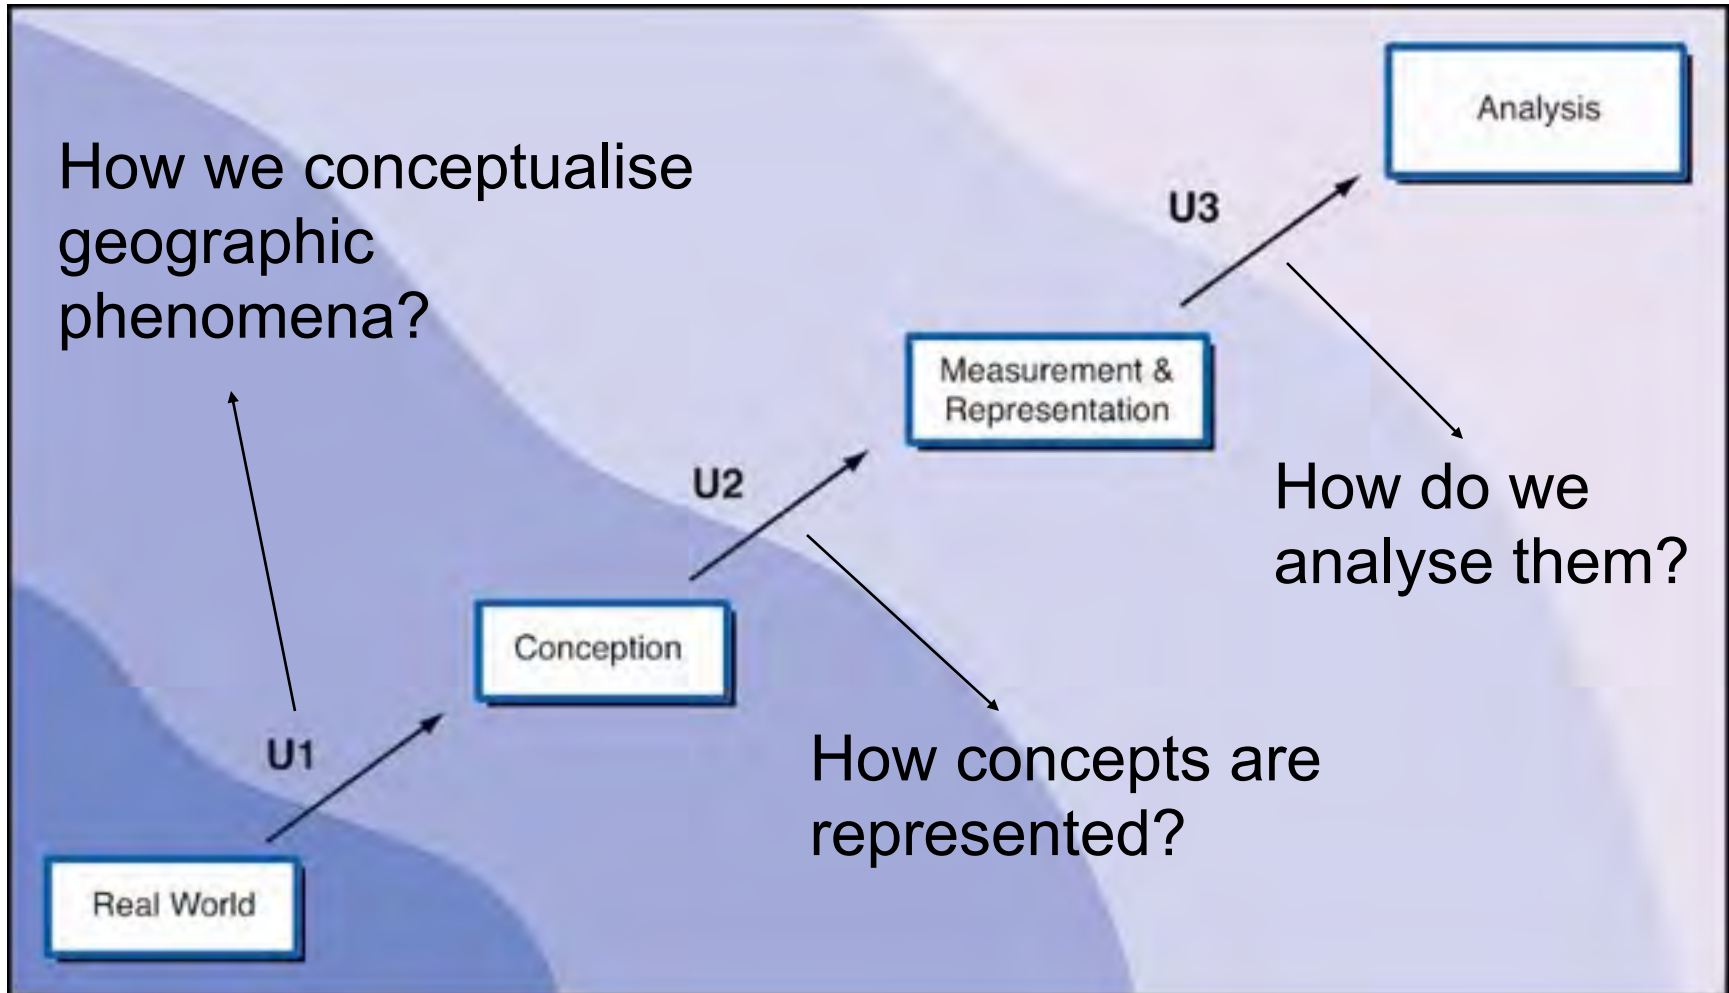 Analysis
How we conceptualise
geographic
phenomena?
U3
Measurement &
Representation
U2
How do we
analyse them?
Conception
U1
How concepts are
represented?
Real World